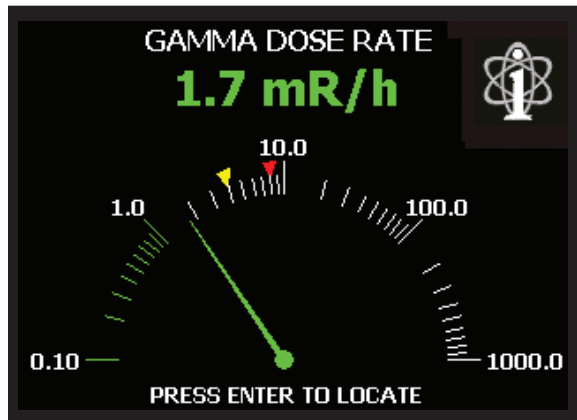 GAMMA DOSE RATE
1.7 mR/h
10.0
1.0
100.0
0.10
1000.0
PRESS ENTER TO LOCATE